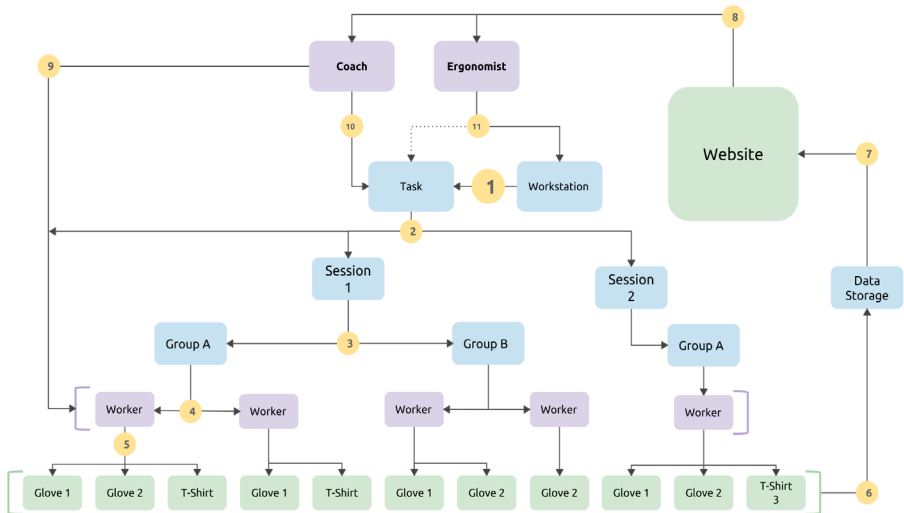 8
9
Coach
Ergonomist
10
11
Website
7
Task
1
Workstation
2
Session
1
Session
2
Data
Storage
Group A
3
Group B
Group A
Worker
4
Worker
Worker
Worker
Worker
5
Glove 1
Glove 2
T-Shirt
Glove 1
T-Shirt
Glove 1
Glove 2
Glove 2
Glove 1
Glove 2
T-Shirt
3
6